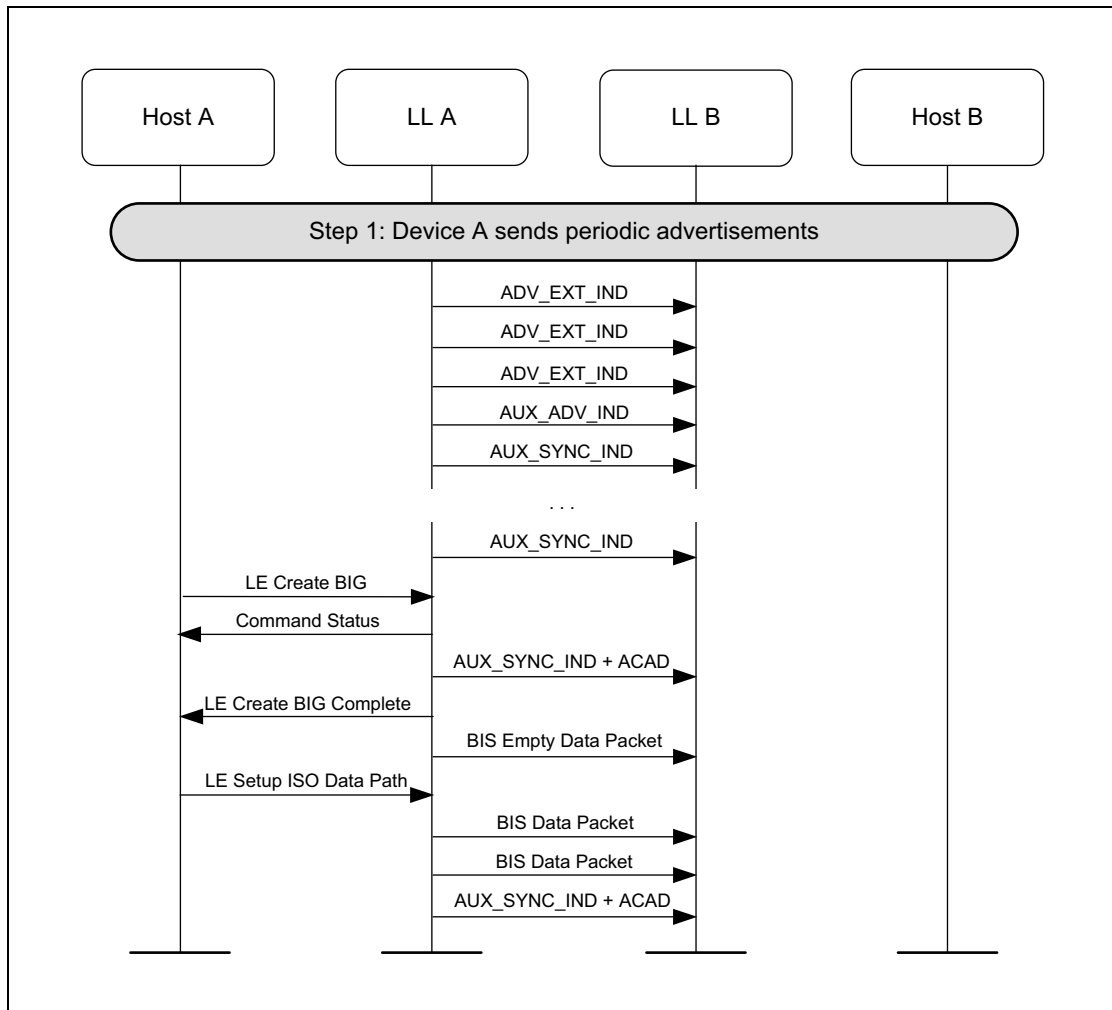 Host A
LL A
LL B
Host B
Step 1: Device A sends periodic advertisements
ADV_EXT_IND
ADV_EXT_IND
ADV_EXT_IND
AUX_ADV_IND
AUX_SYNC_IND
. . .
AUX_SYNC_IND
LE Create BIG
Command Status
AUX_SYNC_IND + ACAD
LE Create BIG Complete
BIS Empty Data Packet
LE Setup ISO Data Path
BIS Data Packet
BIS Data Packet
AUX_SYNC_IND + ACAD